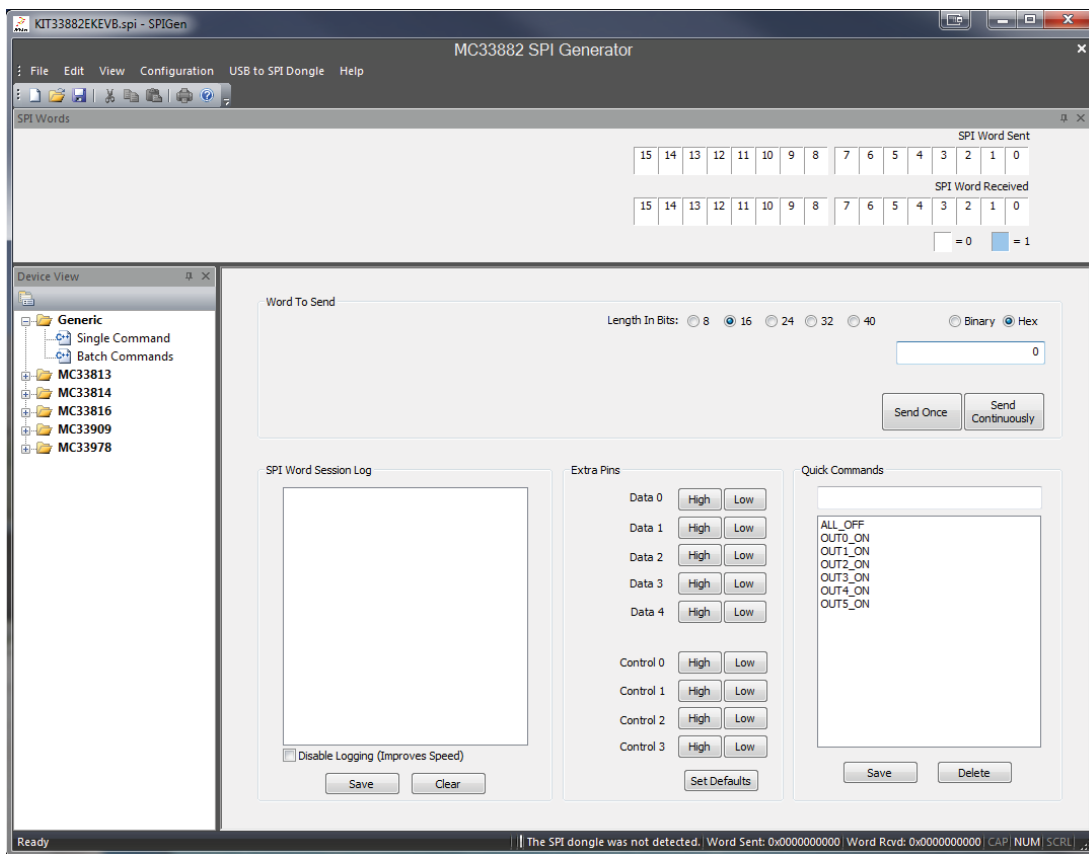 KIT33882EKEVB.spi - SPIGen
MC33882 SPI Generator
File Edit View Configuration USB to SPI Dongle Help
SPI Words
SPI Word Sent
15 14 13 12 11 10 9 8 7 6 5 4 3 2 1 0
SPI Word Received
15 14 13 12 11 10 9 8 7 6 5 4 3 2 1 0
= 0 = 1
Device View
Generic
Single Command
Batch Commands
MC33813
MC33814
MC33816
MC33909
MC33978
Word To Send
Length In Bits: 8 16 24 32 40 Binary Hex
0
Send Once
Send
Continuously
SPI Word Session Log
Disable Logging (Improves Speed)
Save Clear
Extra Pins
Data 0 High Low
Data 1 High Low
Data 2 High Low
Data 3 High Low
Data 4 High Low
Control 0 High Low
Control 1 High Low
Control 2 High Low
Control 3 High Low
Set Defaults
Quick Commands
ALL_OFF
OUT0_ON
OUT1_ON
OUT2_ON
OUT3_ON
OUT4_ON
OUT5_ON
Save Delete
Ready
The SPI dongle was not detected. Word Sent: 0x0000000000 Word Rcvd: 0x0000000000 CAP NUM SCRL